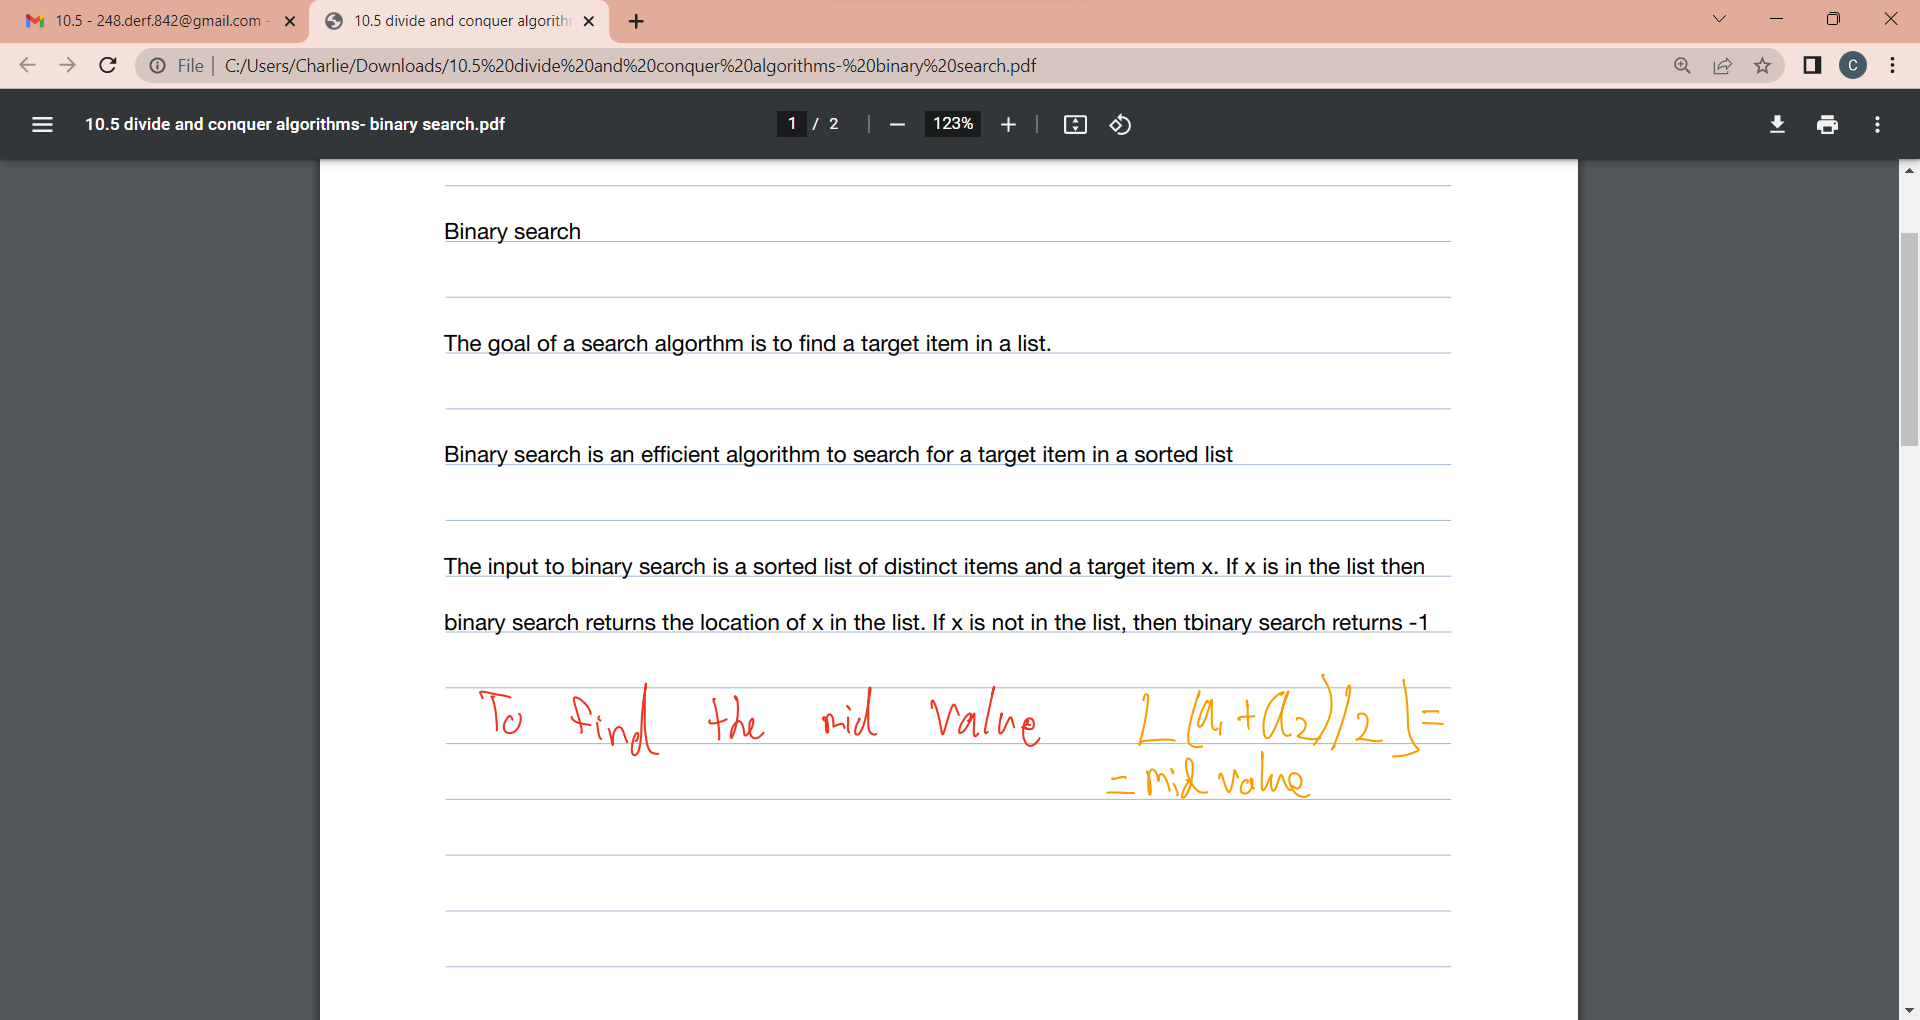 10.5 - 248.derf.842@gmail.com -
10.5 divide and conquer algorith
File | C:/Users/Charlie/Downloads/10.5%20divide%20and%20conquer%20algorithms-%20binary%20search.pdf
C
10.5 divide and conquer algorithms- binary search.pdf
1 / 2 | − 123% + |
Binary search
The goal of a search algorthm is to find a target item in a list.
Binary search is an efficient algorithm to search for a target item in a sorted list
The input to binary search is a sorted list of distinct items and a target item x. If x is in the list then
binary search returns the location of x in the list. If x is not in the list, then tbinary search returns -1
To find the mid value ⌊(a₁+a₂)/2⌋=
= mid value